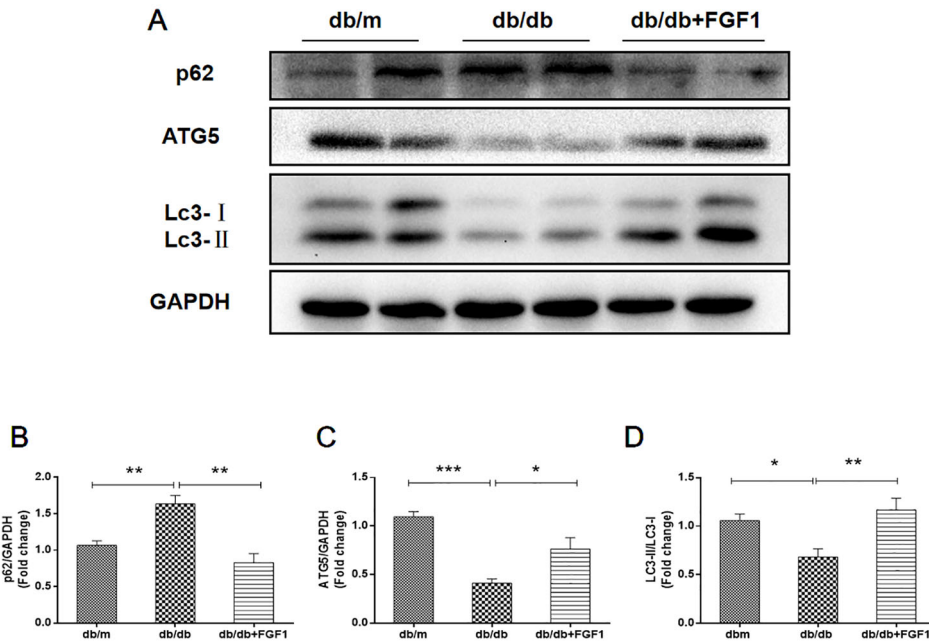 A
db/m db/db db/db+FGF1
p62
ATG5
Lc3-Ⅰ
Lc3-Ⅱ
GAPDH
B
C
D
** **
*** *
* **
p62/GAPDH
(Fold change)
2.0
1.5
1.0
0.5
0.0
db/m db/db db/db+FGF1
ATG5/GAPDH
(Fold change)
1.5
1.0
0.5
0.0
db/m db/db db/db+FGF1
LC3-II/LC3-I
(Fold change)
1.5
1.0
0.5
0.0
dbm db/db db/db+FGF1